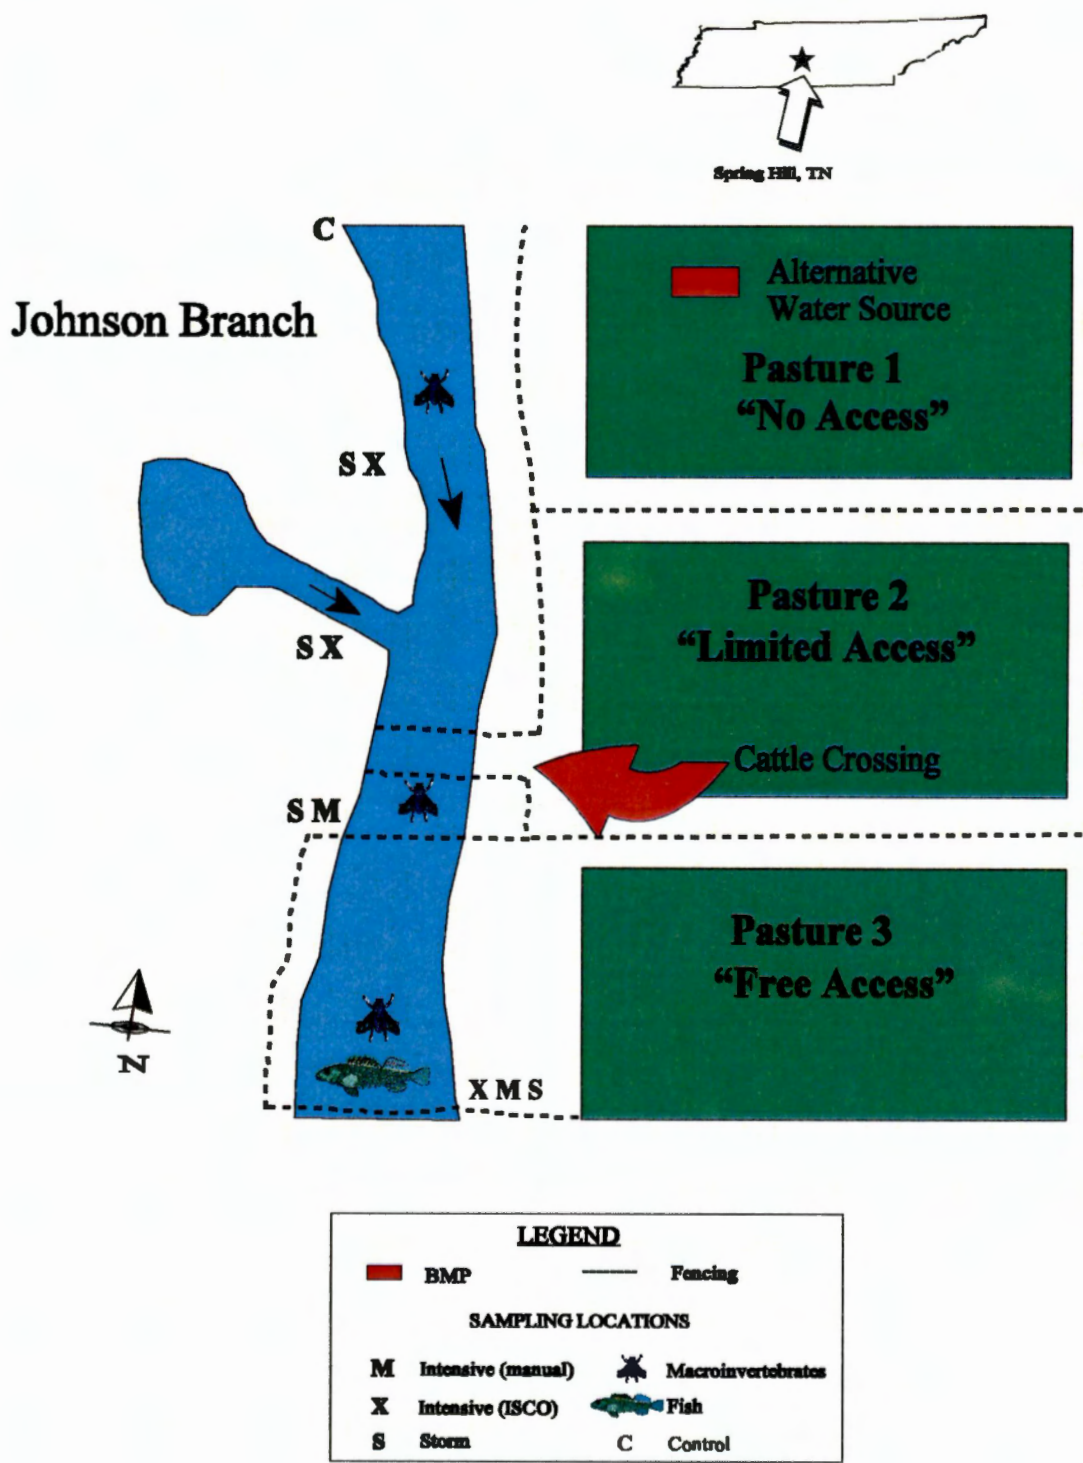 Spring Hill, TN
C
Johnson Branch
Alternative
Water Source
Pasture 1
“No Access”
S X
Pasture 2
“Limited Access”
S X
Cattle Crossing
S M
Pasture 3
“Free Access”
N
X M S
LEGEND
BMP
Fencing
SAMPLING LOCATIONS
M Intensive (manual)
Macroinvertebrates
X Intensive (ISCO)
Fish
S Storm
C Control